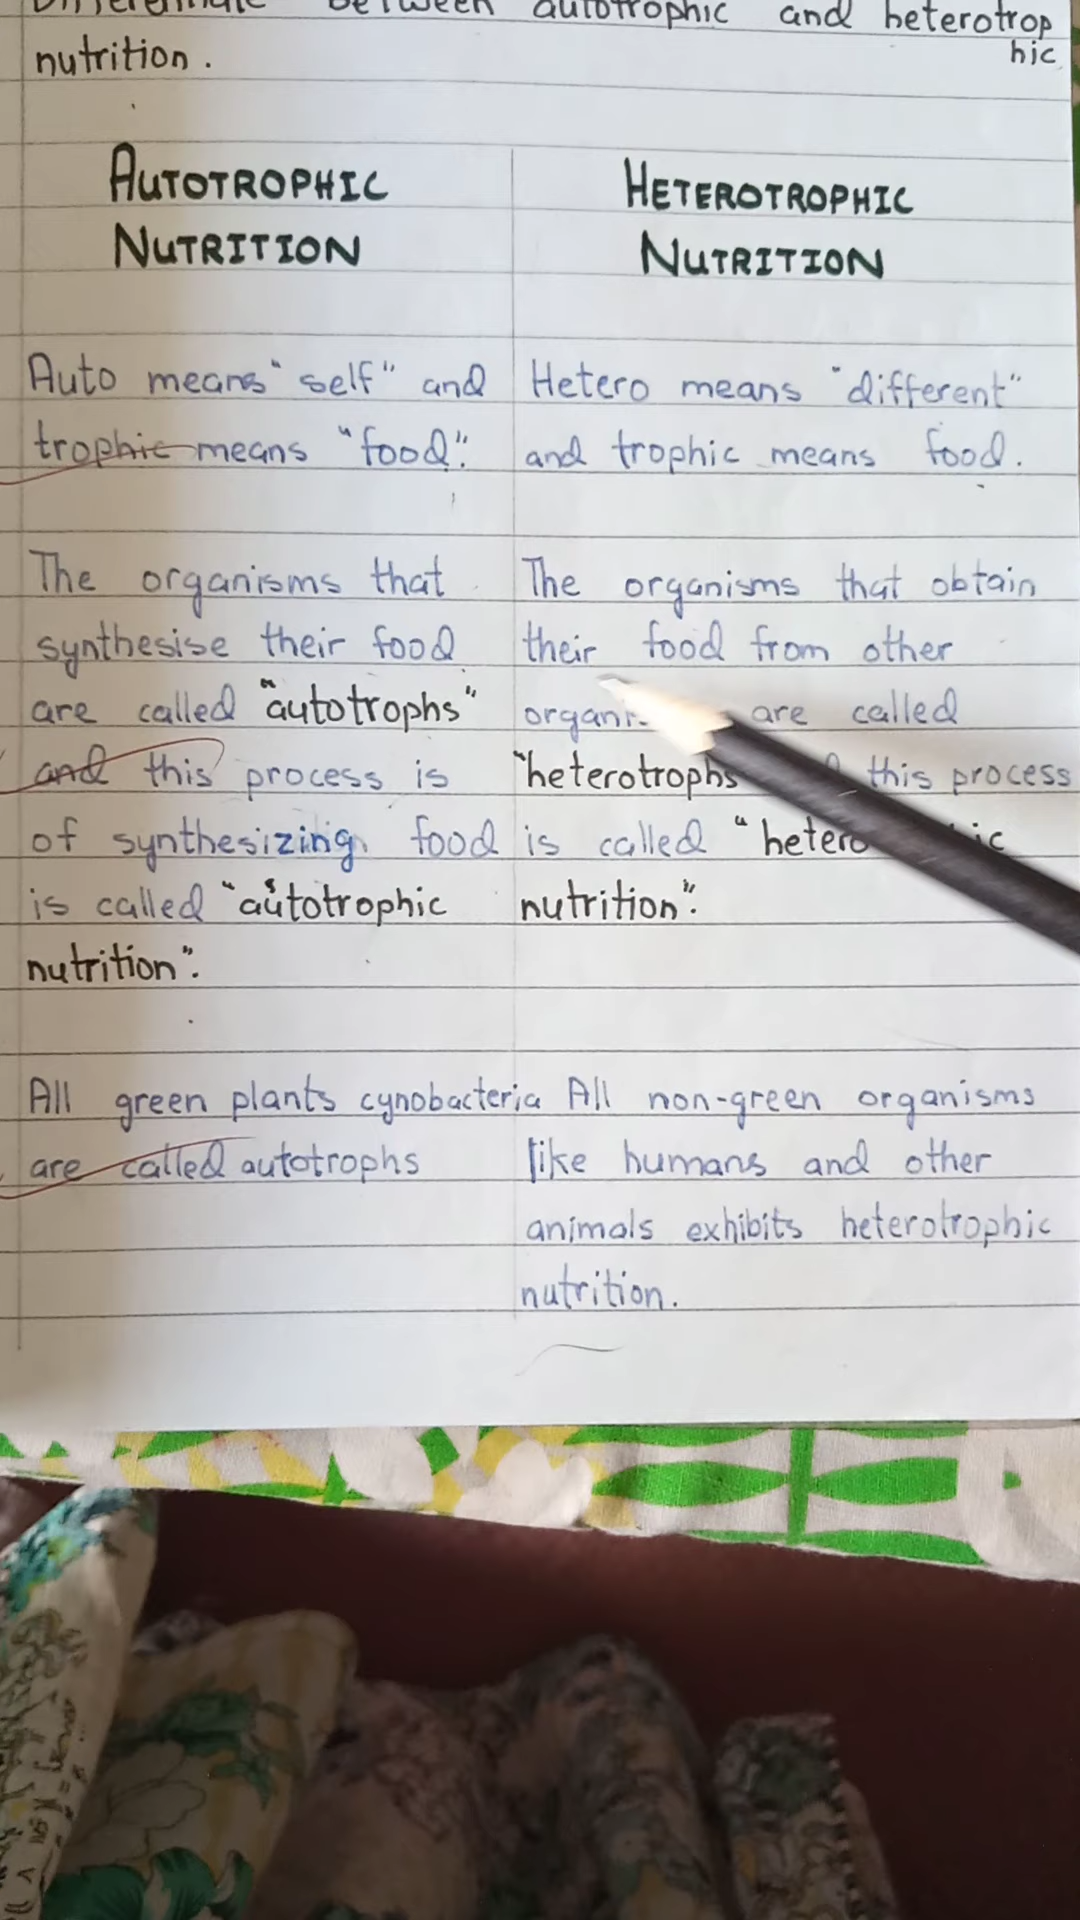 between autotrophic and heterotrop
hic
nutrition.
AUTOTROPHIC
NUTRITION
HETEROTROPHIC
NUTRITION
Auto means "self" and
trophic means "food".
The organisms that
synthesise their food
are called "autotrophs"
and this process is
of synthesizing food
is called "autotrophic
nutrition".
All green plants cynobacteria
are called autotrophs
Hetero means "different"
and trophic means food.
The organisms that obtain
their food from other
are called
"heterotrophs this process
is called "
nutrition".
All non-green organisms
like humans and other
animals exhibits heterotrophic
nutrition.